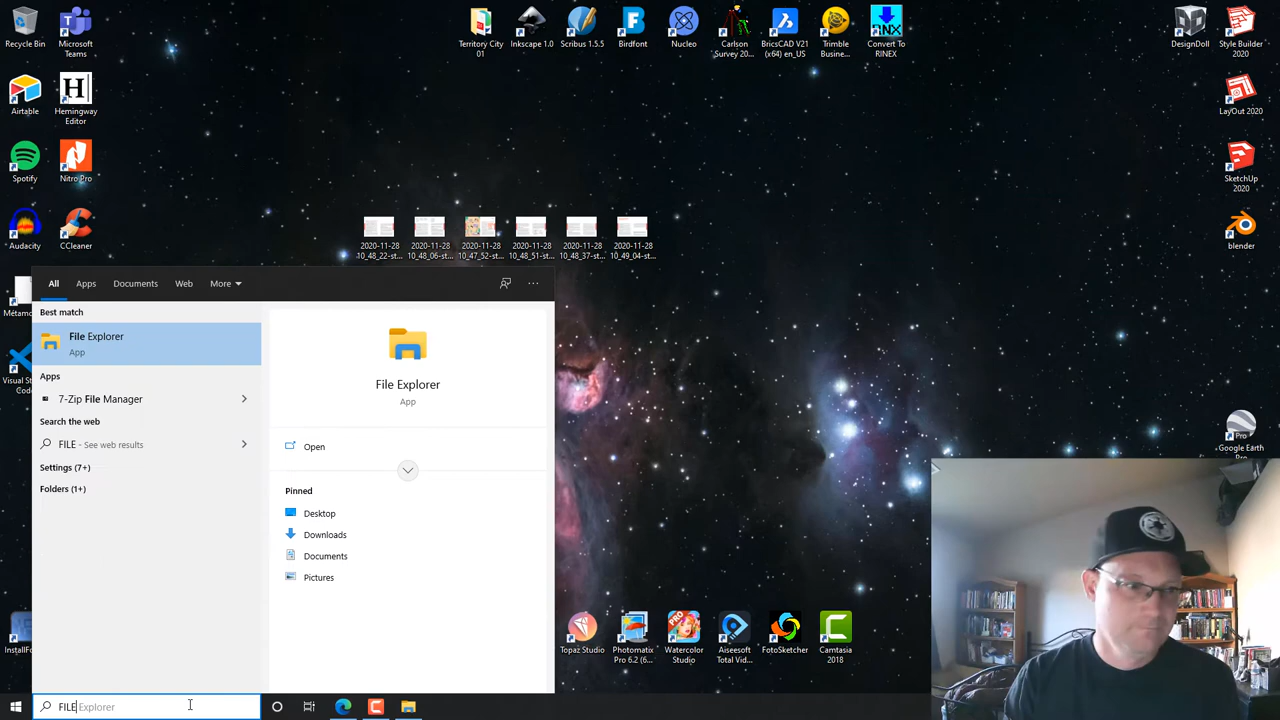 Recycle Bin
Microsoft
Teams
Territory City
01
Inkscape 1.0
Scribus 1.5.5
Birdfont
Nucleo
Carlson
Survey 20...
BricsCAD V21
(x64) en_US
Trimble
Busine...
Convert To
RINEX
DesignDoll
Style Builder
2020
Airtable
Hemingway
Editor
LayOut 2020
Spotify
Nitro Pro
SketchUp
2020
Audacity
CCleaner
2020-11-28
10_48_22-st...
2020-11-28
10_48_06-st...
2020-11-28
10_47_52-st...
2020-11-28
10_48_51-st...
2020-11-28
10_48_37-st...
2020-11-28
10_49_04-st...
blender
All
Apps
Documents
Web
More
Best match
File Explorer
App
Apps
7-Zip File Manager
Search the web
FILE - See web results
Settings (7+)
Folders (1+)
File Explorer
App
Open
Pinned
Desktop
Downloads
Documents
Pictures
Google Earth
Pro
Topaz Studio
Photomatix
Pro 6.2 (6...
Watercolor
Studio
Aiseesoft
Total Vid...
FotoSketcher
Camtasia
2018
FILE Explorer